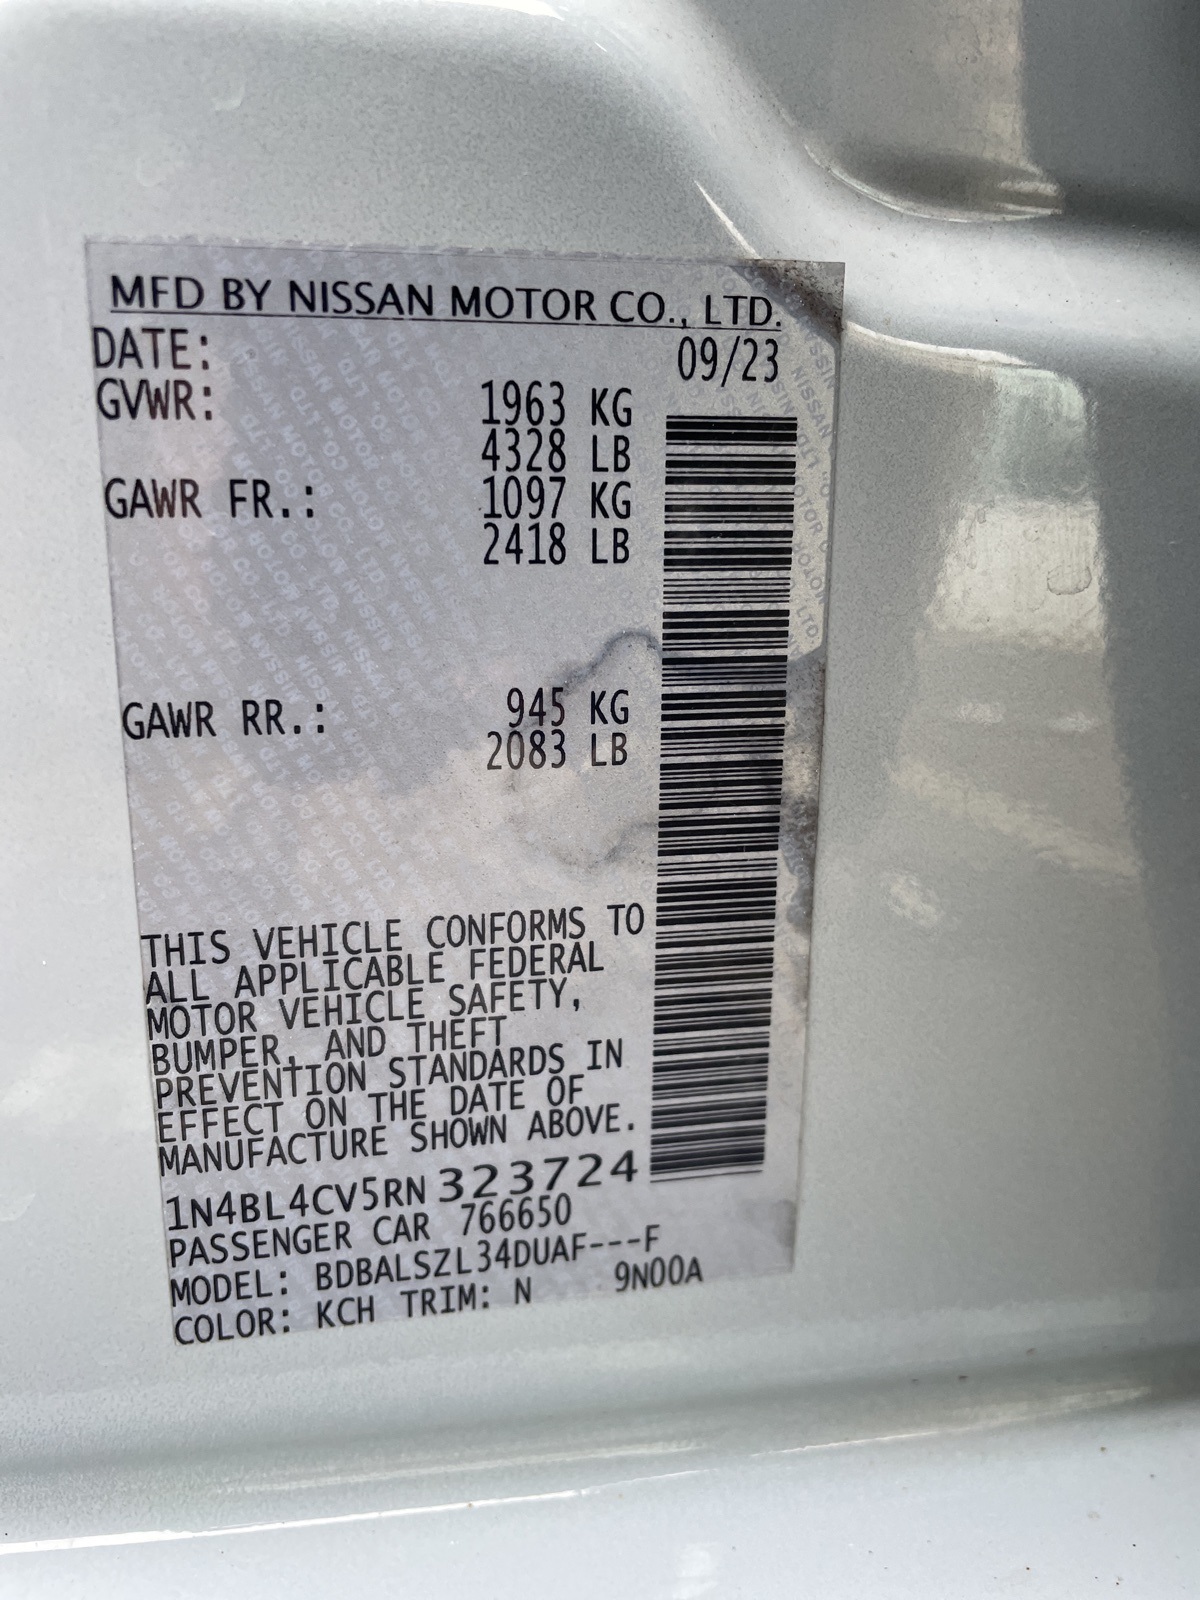 MFD BY NISSAN MOTOR CO., LTD.
DATE: 09/23
GVWR: 1963 KG
4328 LB
GAWR FR.: 1097 KG
2418 LB
GAWR RR.: 945 KG
2083 LB
THIS VEHICLE CONFORMS TO
ALL APPLICABLE FEDERAL
MOTOR VEHICLE SAFETY,
BUMPER, AND THEFT
PREVENTION STANDARDS IN
EFFECT ON THE DATE OF
MANUFACTURE SHOWN ABOVE.
1N4BL4CV5RN323724
PASSENGER CAR 766650
MODEL: BDBALSZL34DUAF---F
COLOR: KCH TRIM: N 9N00A